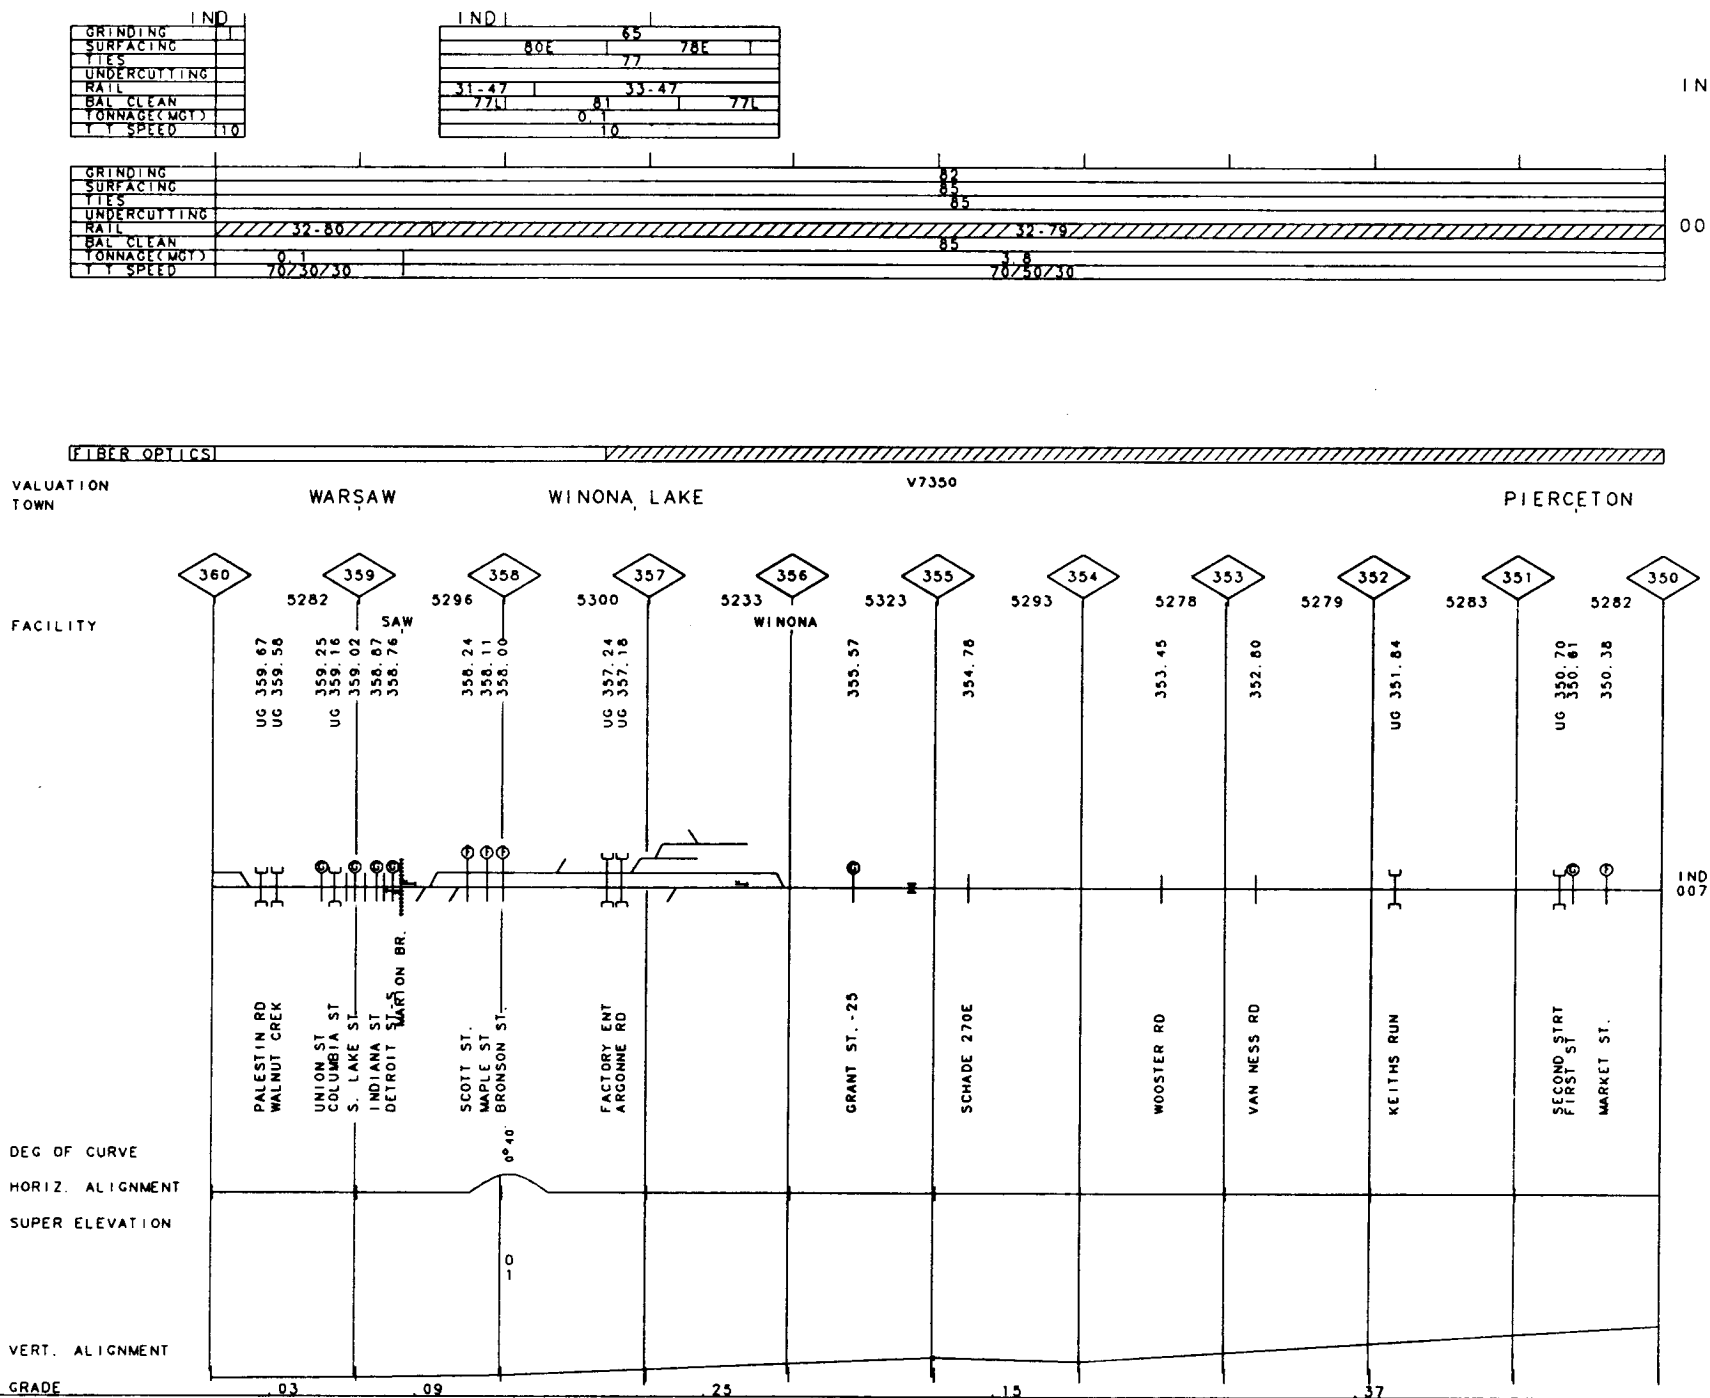 IND
IND
GRINDING 65
SURFACING 80E 78E
TIES 77
UNDERCUTTING
RAIL 31-47 33-47
BAL CLEAN 77L 81 77L
TONNAGE(MGT) 0.1
T T SPEED 10 10
IN
GRINDING 82
SURFACING 85
TIES 85
UNDERCUTTING
RAIL 32-80 32-79
00
BAL CLEAN 85
TONNAGE(MGT) 0.1 3.8
T T SPEED 70/30/30 70/50/30
FIBER OPTICS
VALUATION V7350
TOWN WARSAW WINONA LAKE PIERCETON
360 359 358 357 356 355 354 353 352 351 350
5282 5296 5300 5233 5323 5293 5278 5279 5283 5282
FACILITY SAW WINONA
UG 359.67
UG 359.58
359.25
UG 359.16
359.02
358.87
358.76
358.24
358.11
358.00
UG 357.24
UG 357.18
355.57
354.78
353.45
352.80
UG 351.84
UG 350.70
350.61
350.38
G G G G F F F G G F
IND
007
PALESTIN RD
WALNUT CREK
UNION ST
COLUMBIA ST
S. LAKE ST
INDIANA ST
DETROIT ST-S
MARION BR.
SCOTT ST.
MAPLE ST
BRONSON ST.
FACTORY ENT
ARGONNE RD
GRANT ST.-25
SCHADE 270E
WOOSTER RD
VAN NESS RD
KEITHS RUN
SECOND STRT
FIRST ST
MARKET ST.
DEG OF CURVE 0°40'
HORIZ. ALIGNMENT
SUPER ELEVATION
0
1
VERT. ALIGNMENT
GRADE .03 .09 .25 .15 .37